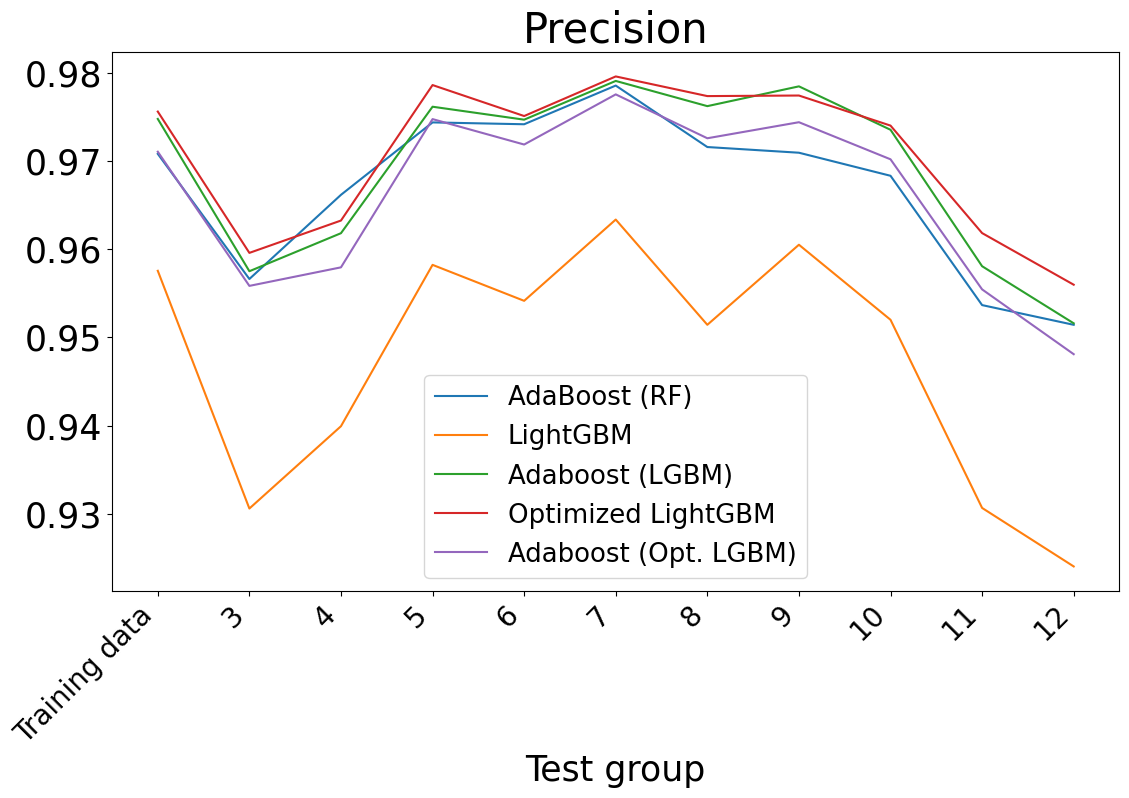 Precision
0.98
0.97
0.96
0.95
0.94
0.93
AdaBoost (RF)
LightGBM
Adaboost (LGBM)
Optimized LightGBM
Adaboost (Opt. LGBM)
Training data
3
4
5
6
7
8
9
10
11
12
Test group